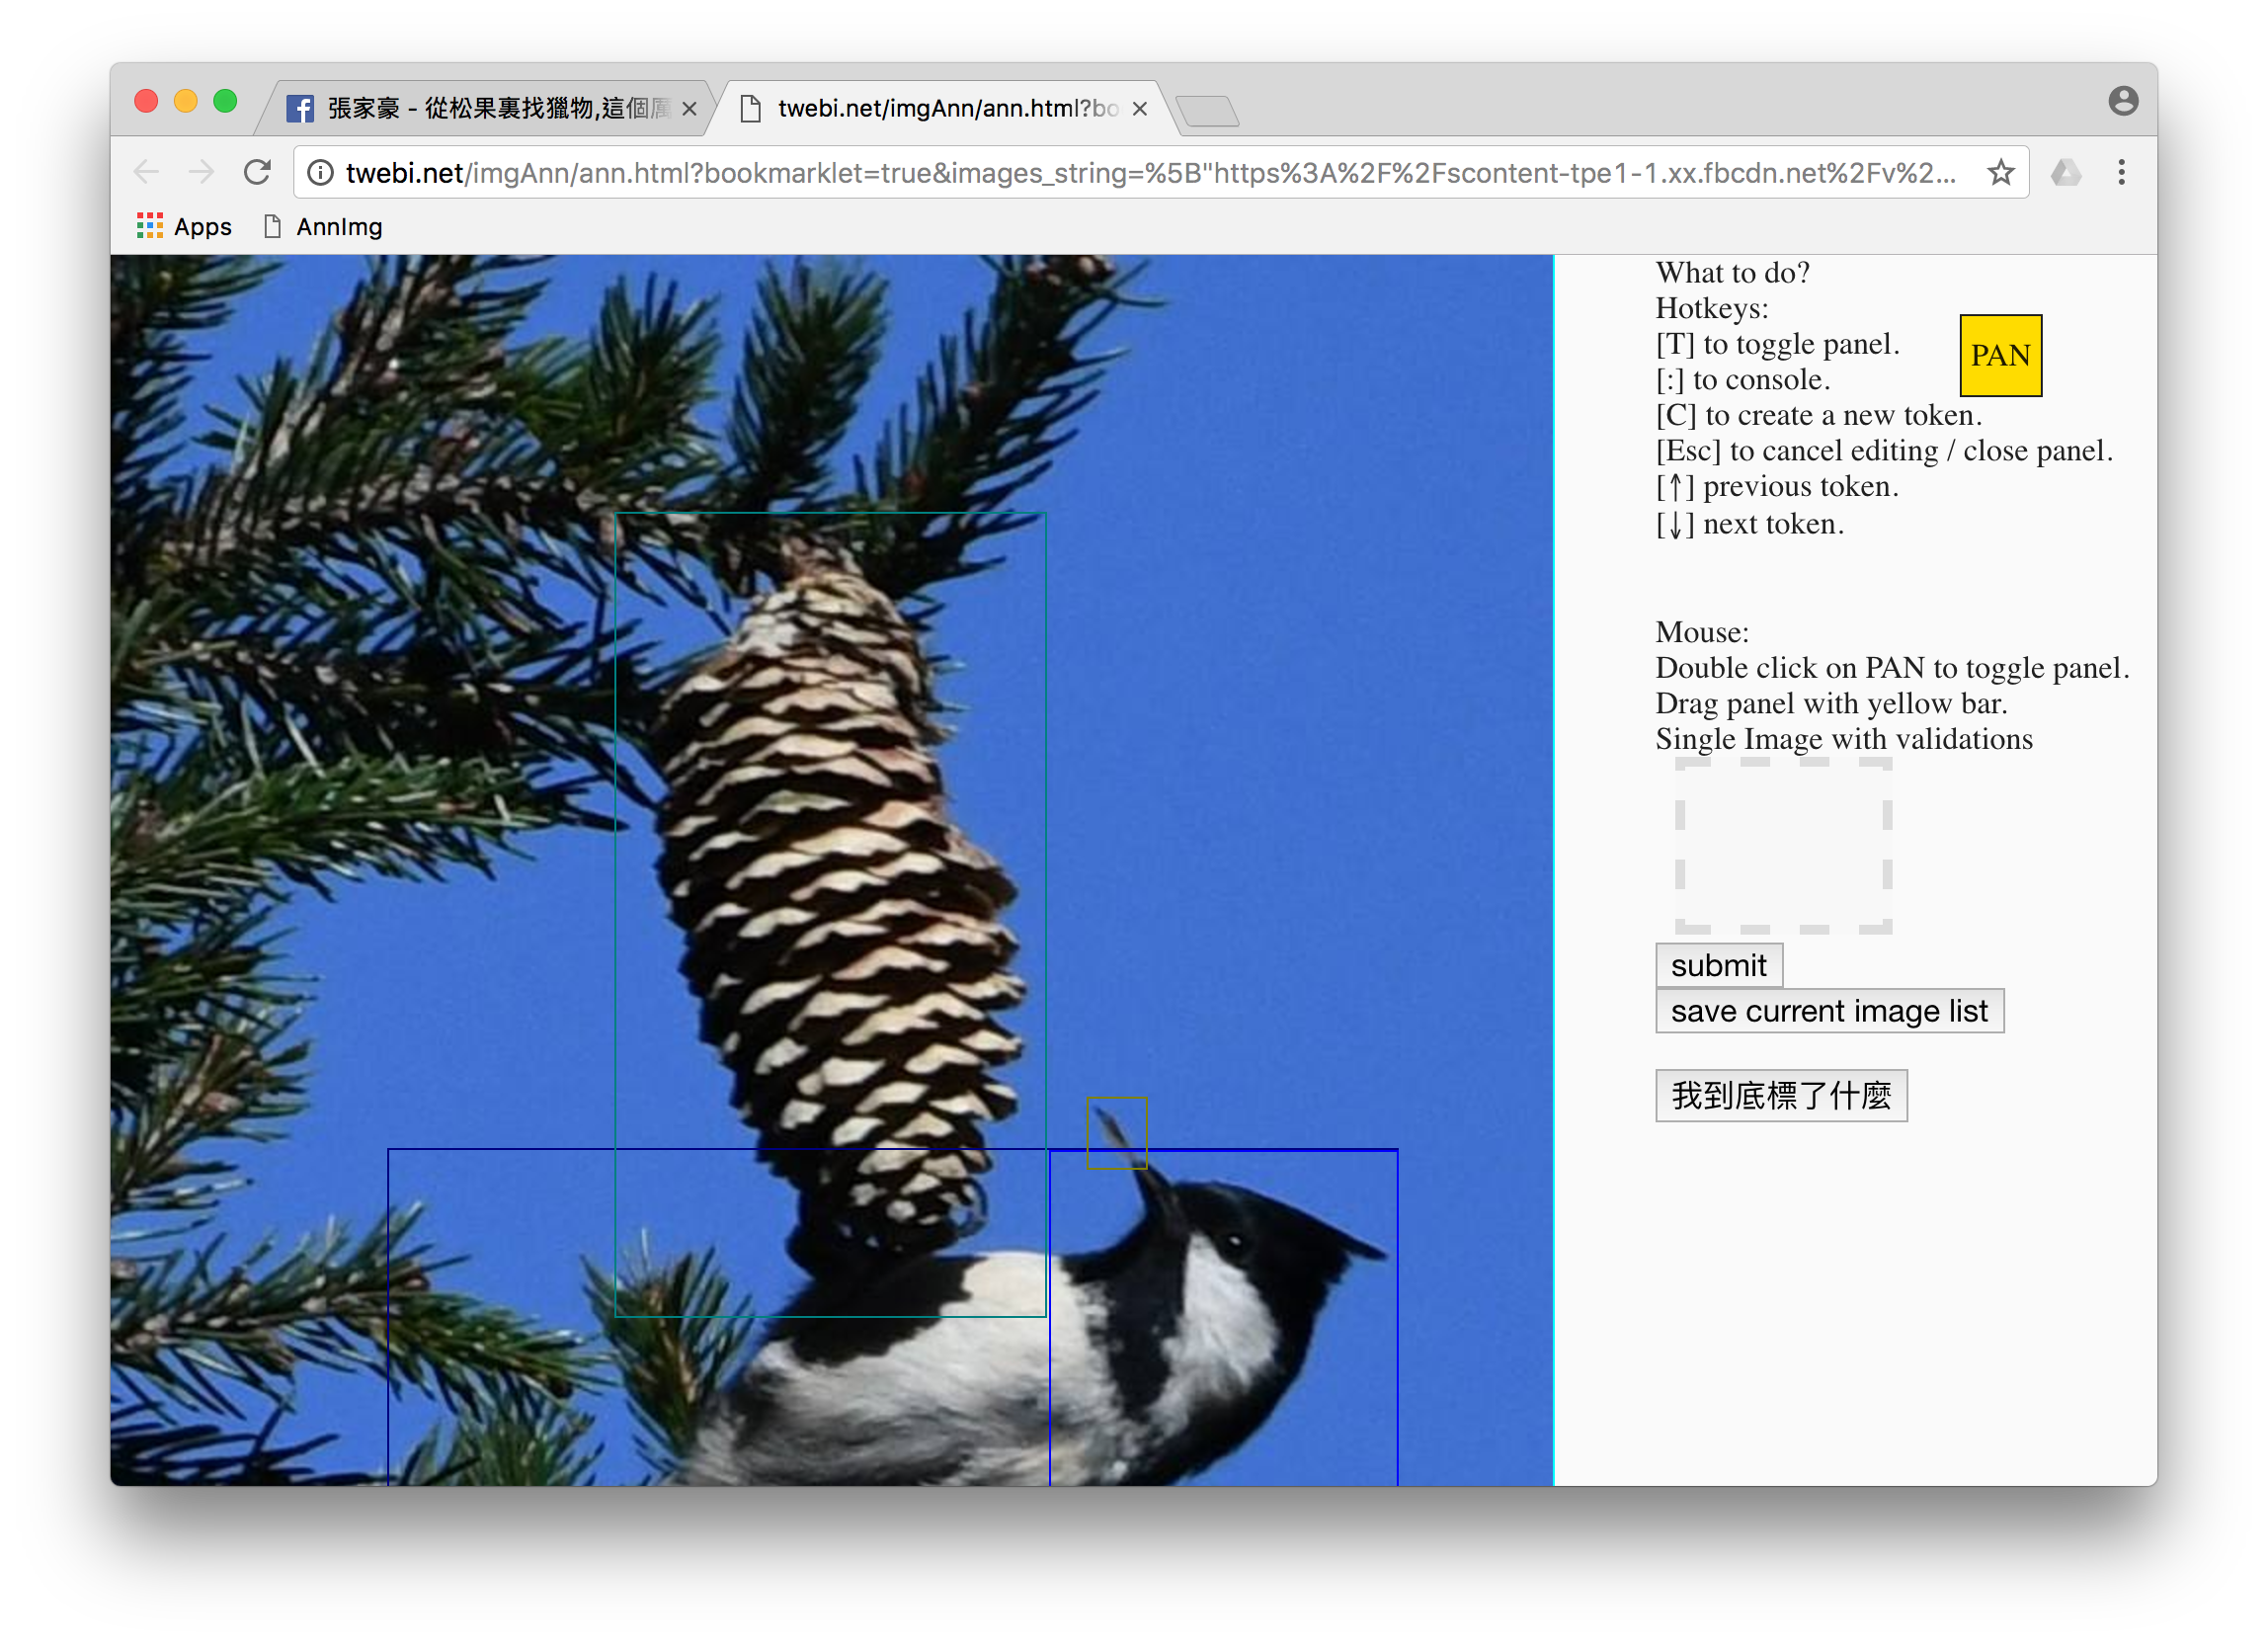 張家豪 - 從松果裏找獵物,這個厲
twebi.net/imgAnn/ann.html?bo
twebi.net/imgAnn/ann.html?bookmarklet=true&images_string=%5B"https%3A%2F%2Fscontent-tpe1-1.xx.fbcdn.net%2Fv%2...
Apps
AnnImg
What to do?
Hotkeys:
[T] to toggle panel.
PAN
[:] to console.
[C] to create a new token.
[Esc] to cancel editing / close panel.
[↑] previous token.
[↓] next token.
Mouse:
Double click on PAN to toggle panel.
Drag panel with yellow bar.
Single Image with validations
submit
save current image list
我到底標了什麼